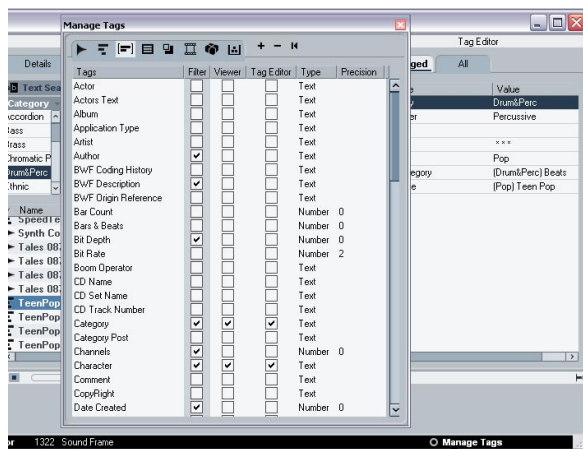 Manage Tags
Tag Editor
Details
ged
All
Text Sea
Tags Filter Viewer Tag Editor Type Precision
Value
Category
Drum&Perc
ccordion
er Percussive
ass
rass
×××
Chromatic P
Pop
Drum&Perc
egory (Drum&Perc) Beats
thnic
e (Pop) Teen Pop
Name
SpeedTe
Synth Co
Tales 08
Tales 08
Tales 08
Tales 08
TeenPop
TeenPop
TeenPop
TeenPop
Actor Text
Actors Text Text
Album Text
Application Type Text
Artist Text
Author Text
BWF Coding History Text
BWF Description Text
BWF Origin Reference Text
Bar Count Number 0
Bars & Beats Number 0
Bit Depth Number 0
Bit Rate Number 2
Boom Operator Text
CD Name Text
CD Set Name Text
CD Track Number Text
Category Text
Category Post Text
Channels Number 0
Character Text
Comment Text
CopyRight Text
Date Created Number 0
or 1322 Sound Frame
Manage Tags